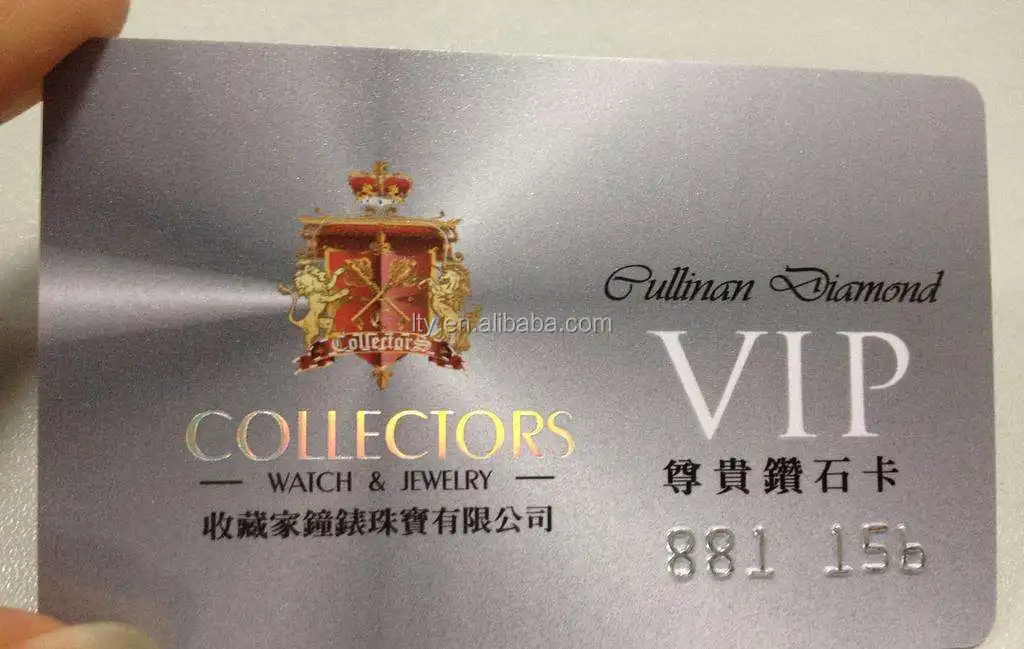 Collectors
lty.en.alibaba.com
COLLECTORS
WATCH & JEWELRY
收藏家鐘錶珠寶有限公司
Cullinan Diamond
VIP
尊貴鑽石卡
881 156